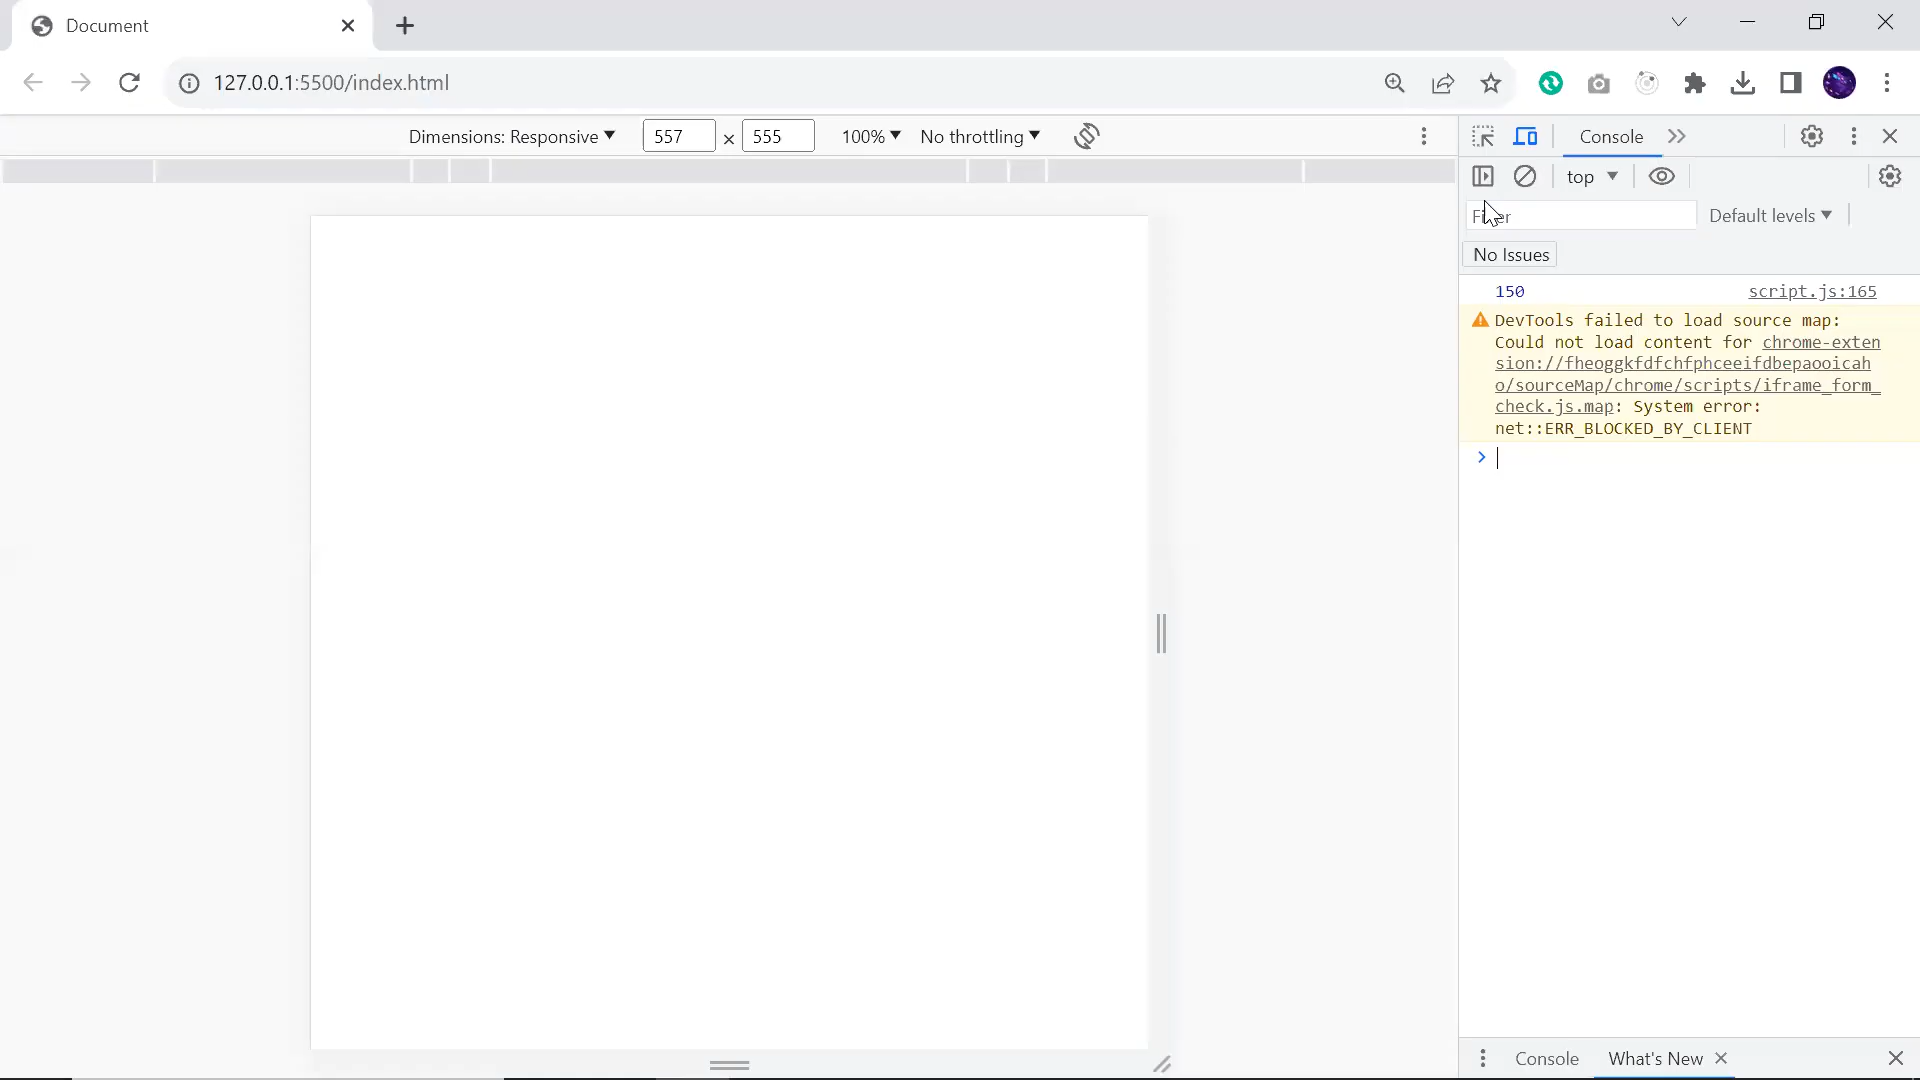 Document
127.0.0.1:5500/index.html
Dimensions: Responsive 557 × 555 100% No throttling
Console
top
Default levels
No Issues
150 script.js:165
DevTools failed to load source map:
Could not load content for chrome-exten
sion://fheoggkfdfchfphceeifdbepaooicah
o/sourceMap/chrome/scripts/iframe_form_
check.js.map: System error:
net::ERR_BLOCKED_BY_CLIENT
Console What's New